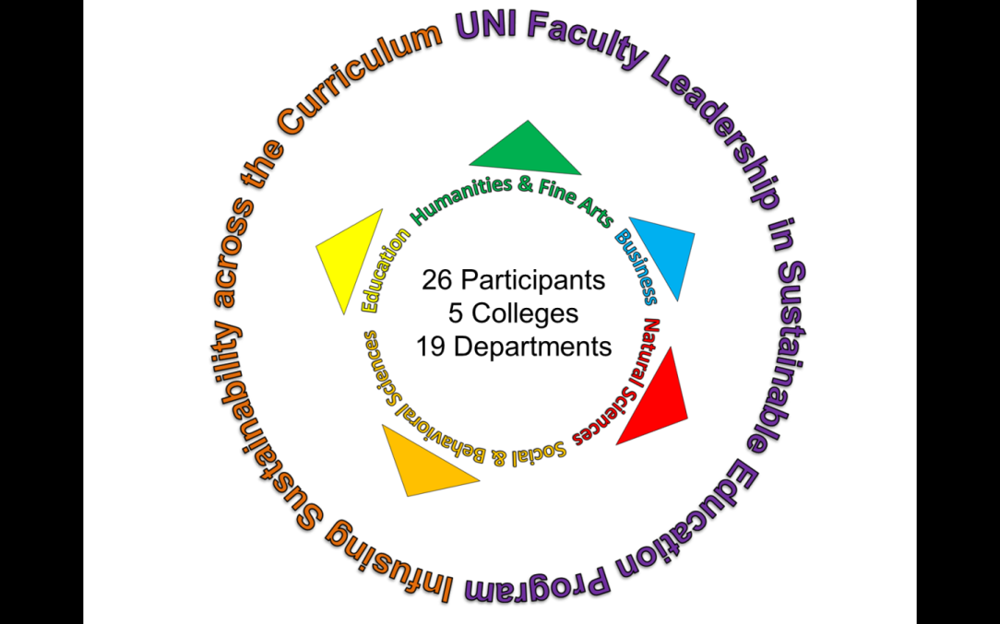 UNI Faculty Leadership in Sustainable Education Program
Infusing Sustainability across the Curriculum
Humanities & Fine Arts
Business
Natural Sciences
Social & Behavioral Sciences
Education
26 Participants
5 Colleges
19 Departments